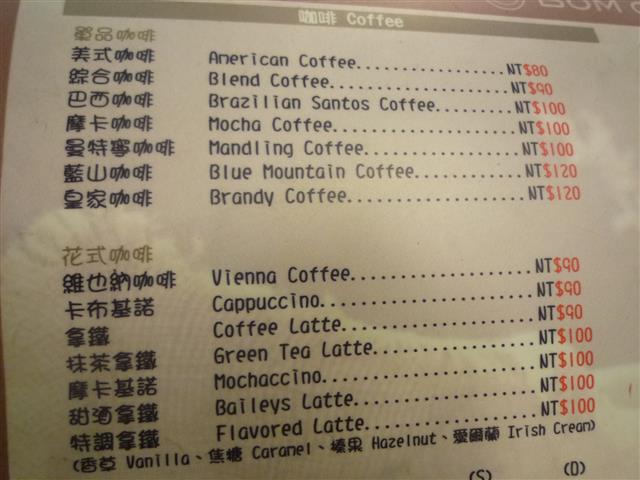 咖啡 Coffee
單品咖啡
美式咖啡 American Coffee................NT$80
綜合咖啡 Blend Coffee...................NT$90
巴西咖啡 Brazilian Santos Coffee........NT$100
摩卡咖啡 Mocha Coffee...................NT$100
曼特寧咖啡 Mandling Coffee................NT$100
藍山咖啡 Blue Mountain Coffee...........NT$120
皇家咖啡 Brandy Coffee..................NT$120
花式咖啡
維也納咖啡 Vienna Coffee..................NT$90
卡布基諾 Cappuccino.....................NT$90
拿鐵 Coffee Latte...................NT$90
抹茶拿鐵 Green Tea Latte................NT$100
摩卡基諾 Mochaccino.....................NT$100
甜酒拿鐵 Baileys Latte..................NT$100
特調拿鐵 Flavored Latte.................NT$100
(香草 Vanilla、焦糖 Caramel、榛果 Hazelnut、愛爾蘭 Irish Cream)
(S) (D)